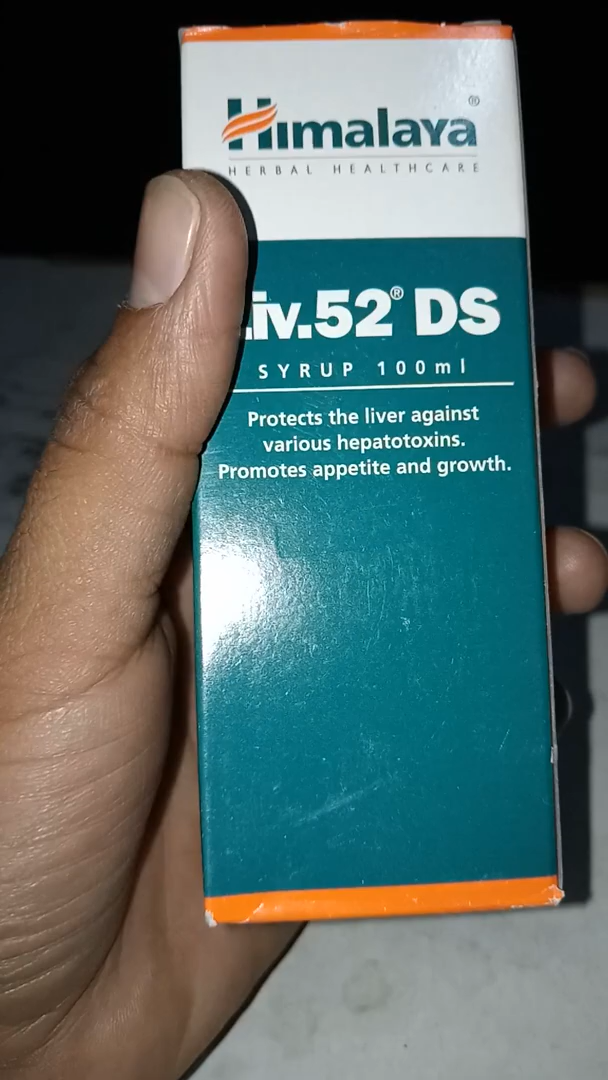 Himalaya®
HERBAL HEALTHCARE
Liv.52® DS
SYRUP 100ml
Protects the liver against
various hepatotoxins.
Promotes appetite and growth.